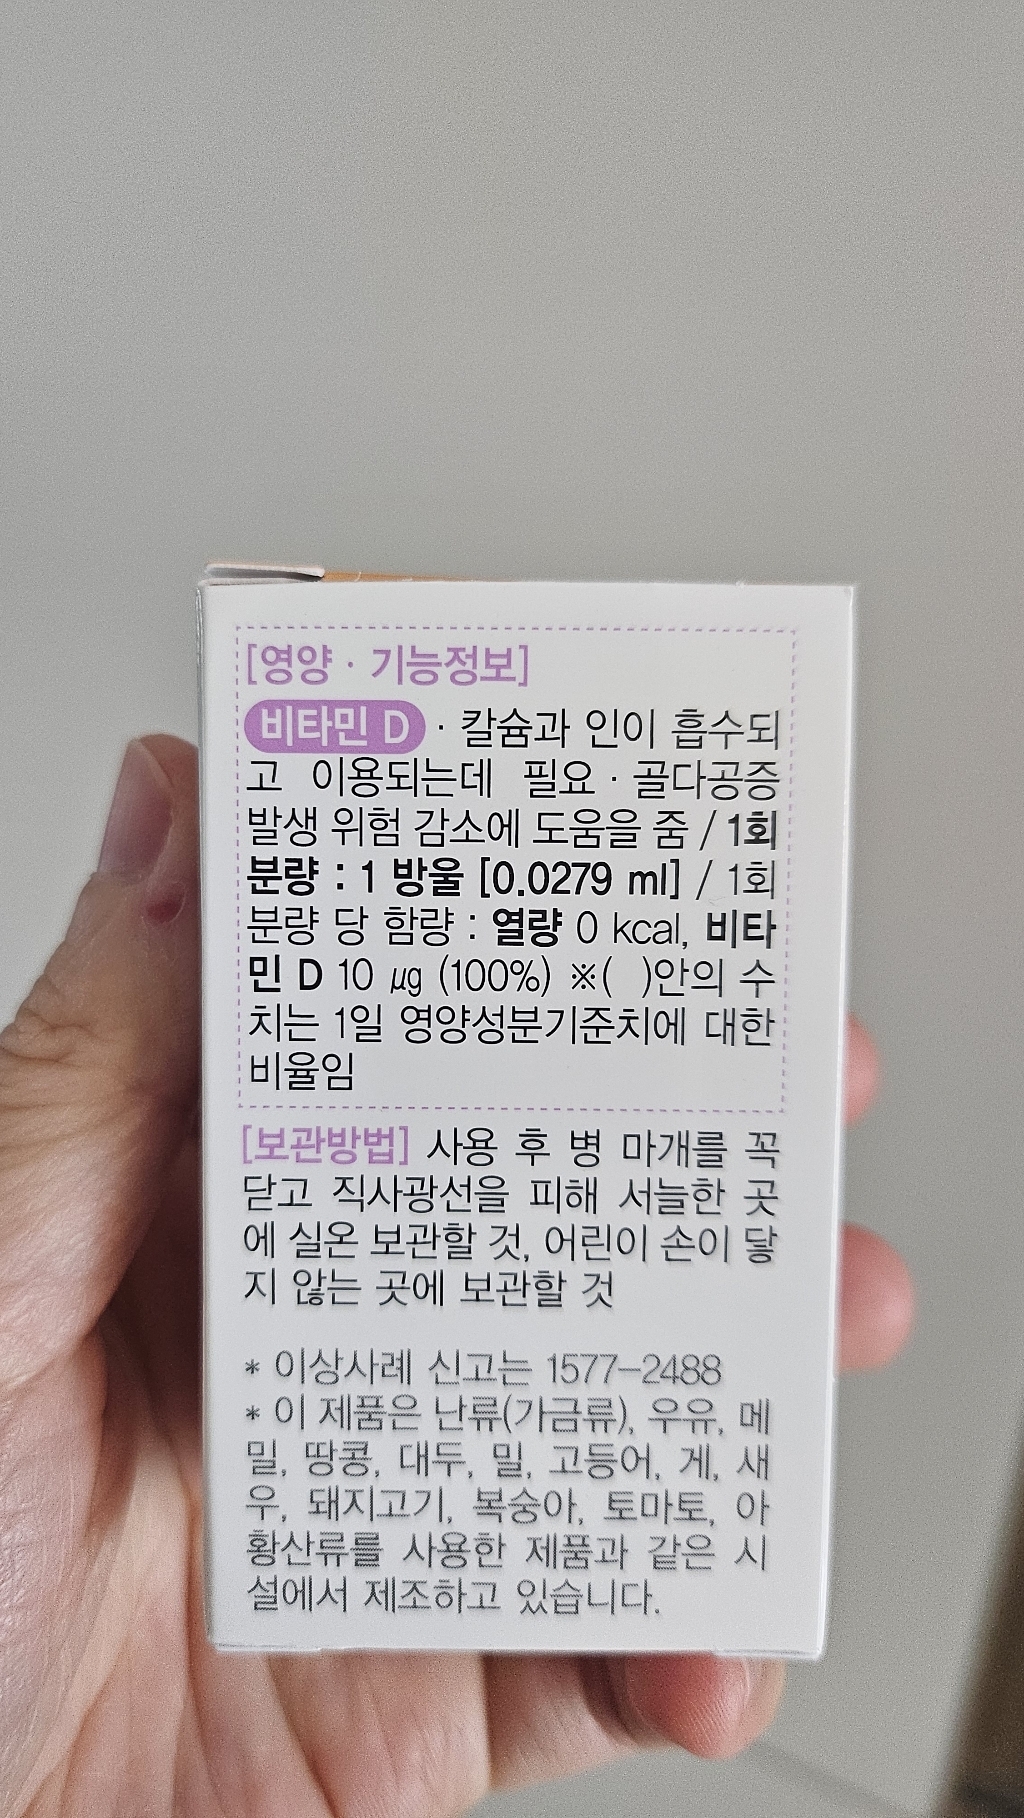 [영양 · 기능정보]
비타민 D · 칼슘과 인이 흡수되
고 이용되는데 필요 · 골다공증
발생 위험 감소에 도움을 줌 / 1회
분량 : 1 방울 [0.0279 ml] / 1회
분량 당 함량 : 열량 0 kcal, 비타
민 D 10 µg (100%) ※( )안의 수
치는 1일 영양성분기준치에 대한
비율임
[보관방법] 사용 후 병 마개를 꼭
닫고 직사광선을 피해 서늘한 곳
에 실온 보관할 것, 어린이 손이 닿
지 않는 곳에 보관할 것
* 이상사례 신고는 1577-2488
* 이 제품은 난류(가금류), 우유, 메
밀, 땅콩, 대두, 밀, 고등어, 게, 새
우, 돼지고기, 복숭아, 토마토, 아
황산류를 사용한 제품과 같은 시
설에서 제조하고 있습니다.